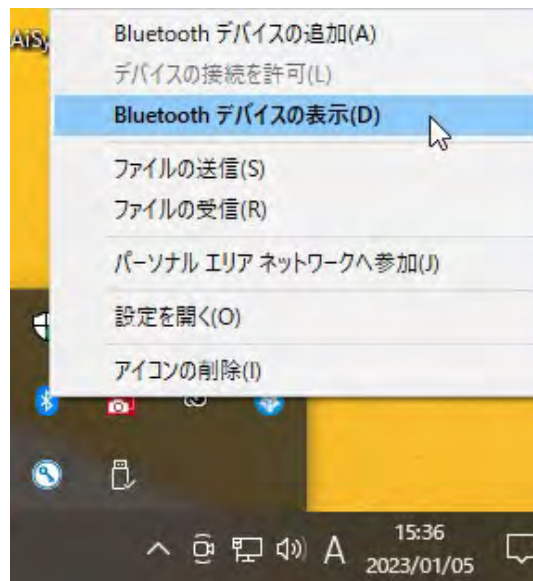 AiSy
Bluetooth デバイスの追加(A)
デバイスの接続を許可(L)
Bluetooth デバイスの表示(D)
ファイルの送信(S)
ファイルの受信(R)
パーソナル エリア ネットワークへ参加(J)
設定を開く(O)
アイコンの削除(I)
A
15:36
2023/01/05